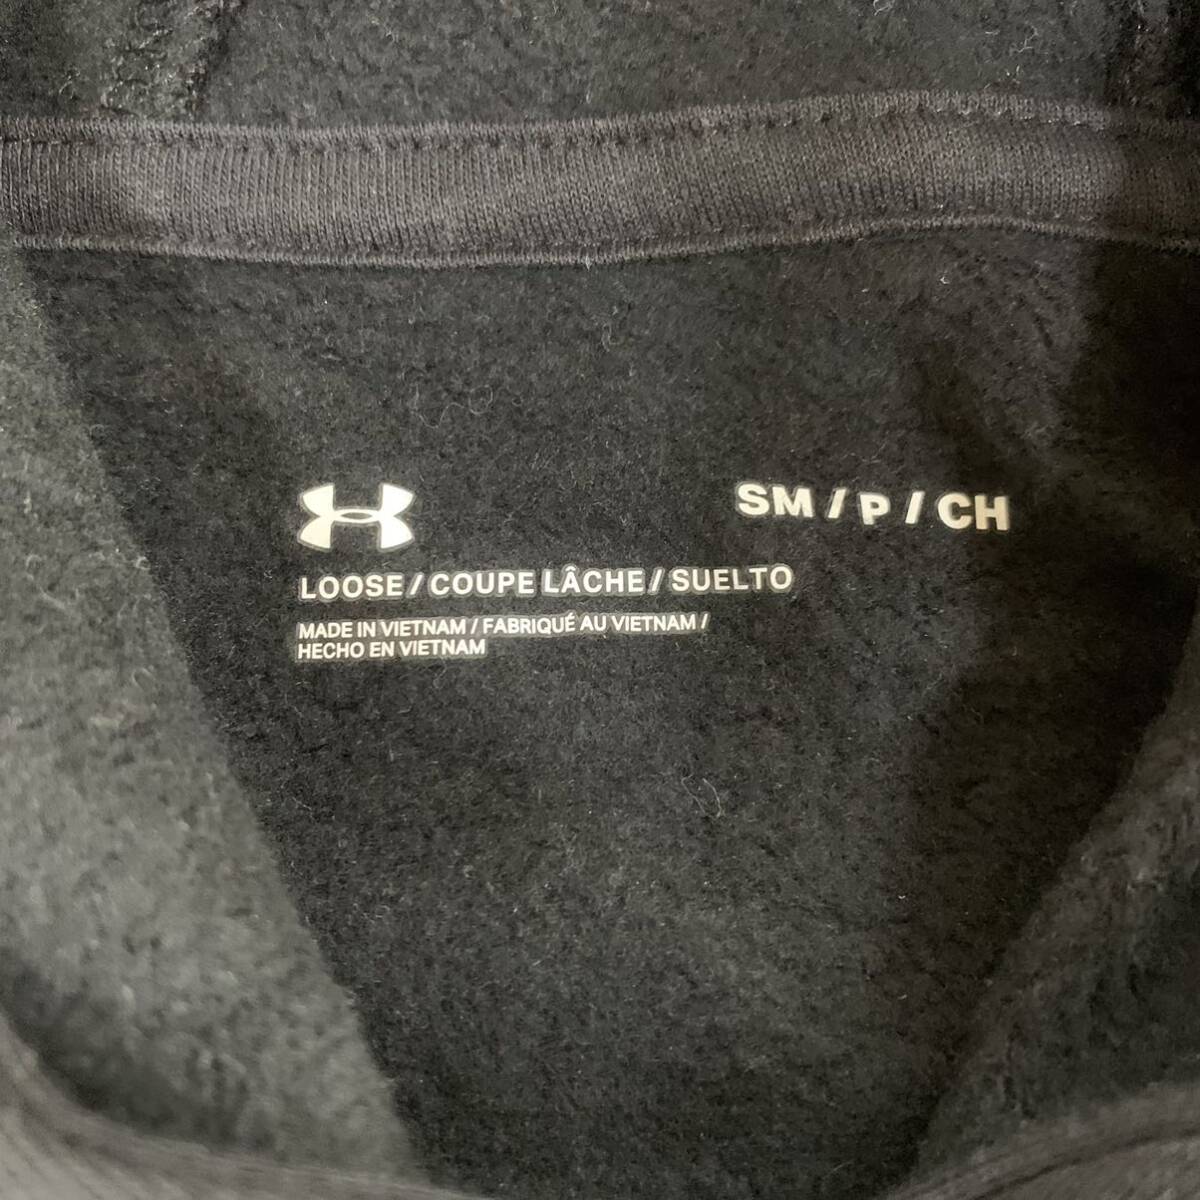 SM / P / CH
LOOSE / COUPE LÂCHE / SUELTO
MADE IN VIETNAM / FABRIQUÉ AU VIETNAM /
HECHO EN VIETNAM